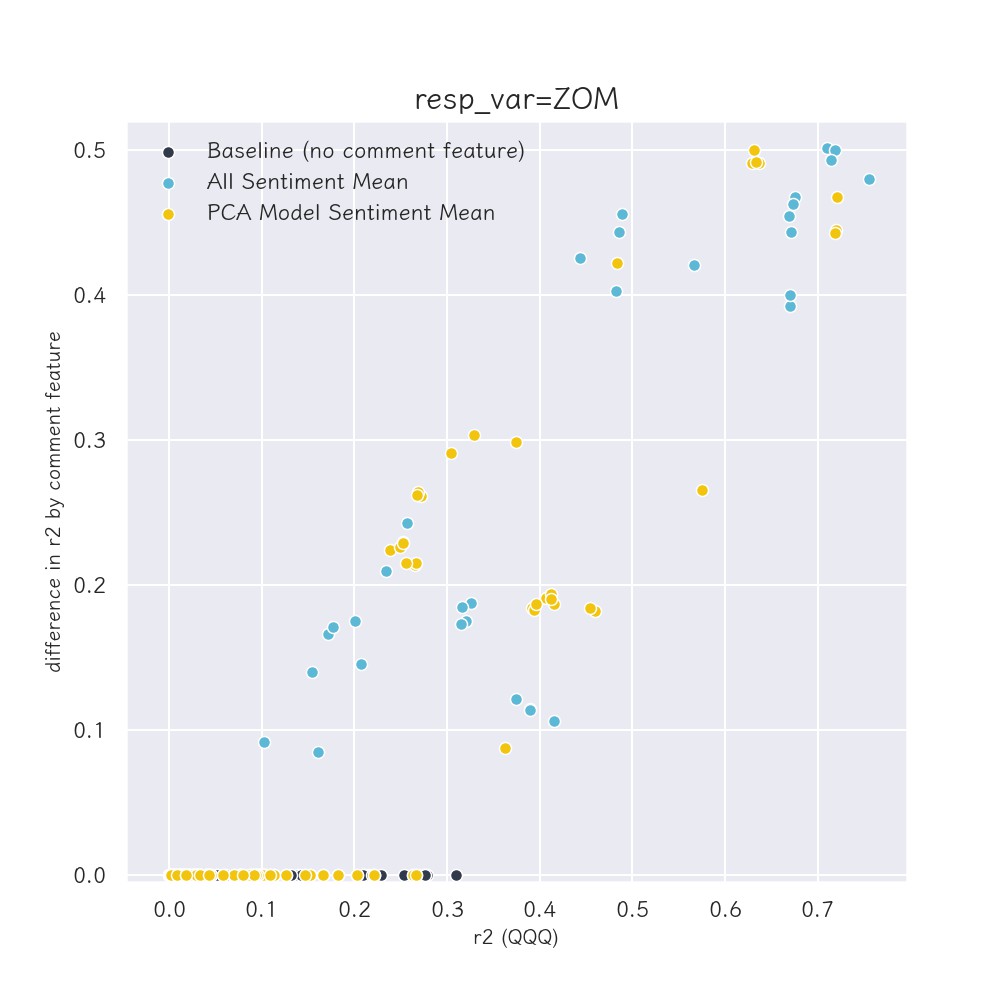 resp_var=ZOM
Baseline (no comment feature)
All Sentiment Mean
PCA Model Sentiment Mean
difference in r2 by comment feature
0.5
0.4
0.3
0.2
0.1
0.0
0.0 0.1 0.2 0.3 0.4 0.5 0.6 0.7
r2 (QQQ)